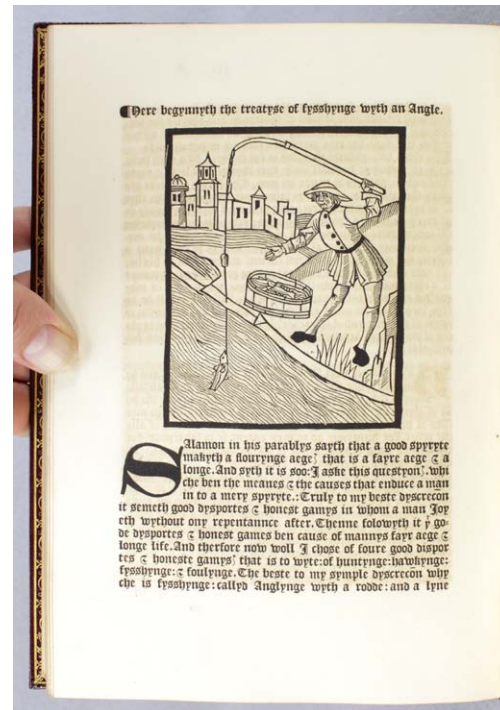 ¶Here begynnyth the treatyse of fysshynge wyth an Angle.
SAlamon in his parablys sayth that a good spyryte
makyth a flourynge aege, that is a fayre aege ⁊ a
longe. And syth it is soo: I aske this questyon, whi
che ben the meanes ⁊ the causes that enduce a man
in to a mery spyryte.: Truly to my beste dyscrecōn
it semeth good dysportes ⁊ honest gamys in whom a man Joy
eth wythout ony repentannce after. Thenne folowyth it yͭ go-
de dysportes ⁊ honest games ben cause of mannys fayr aege ⁊
longe life. And therfore now woll I chose of foure good dispor
tes ⁊ honeste gamys, that is to wyte: of huntynge: hawkynge:
fysshynge: ⁊ foulynge. The beste to my symple dyscrecōn why
che is fysshynge: callyd Anglynge wyth a rodde: and a lyne